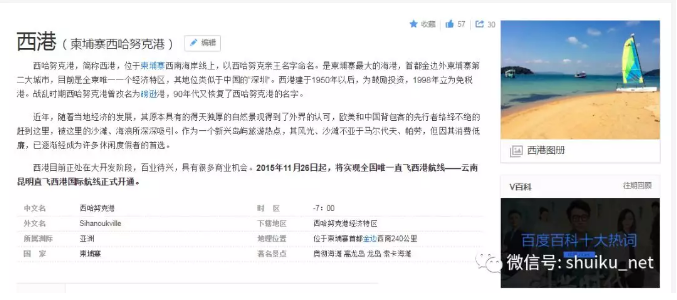 收藏 57 30
西港（柬埔寨西哈努克港） 编辑
西哈努克港，简称西港，位于柬埔寨西南海岸线上，以西哈努克亲王名字命名。是柬埔寨最大的海港，首都金边外柬埔寨第
二大城市，目前是全柬唯一一个经济特区，其地位类似于中国的“深圳”。西港建于1950年以后，为鼓励投资，1998年立为免税
港。战乱时期西哈努克港曾改名为磅逊港，90年代又恢复了西哈努克港的名字。
近年，随着当地经济的发展，其原本具有的得天独厚的自然景观得到了外界的认可，欧美和中国背包客的先行者络绎不绝的
赶到这里，被这里的沙滩、海浪所深深吸引。作为一个新兴岛屿旅游热点，其风光、沙滩不亚于马尔代夫、帕劳，但因其消费低
廉，已逐渐成为许多休闲度假者的首选。
西港目前正处在大开发阶段，百业待兴，具有很多商业机会。2015年11月26日起，将实现全国唯一直飞西港航线——云南
昆明直飞西港国际航线正式开通。
中文名 西哈努克港 时 区 -7：00
外文名 Sihanoukville 下辖地区 西哈努克港经济特区
所属洲际 亚洲 地理位置 位于柬埔寨首都金边西南240公里
国 家 柬埔寨 著名景点 奥彻海滩 高龙岛 龙岛 索卡海滩
西港图册
V百科 往期回顾
百度百科十大热词
微信号: shuiku_net